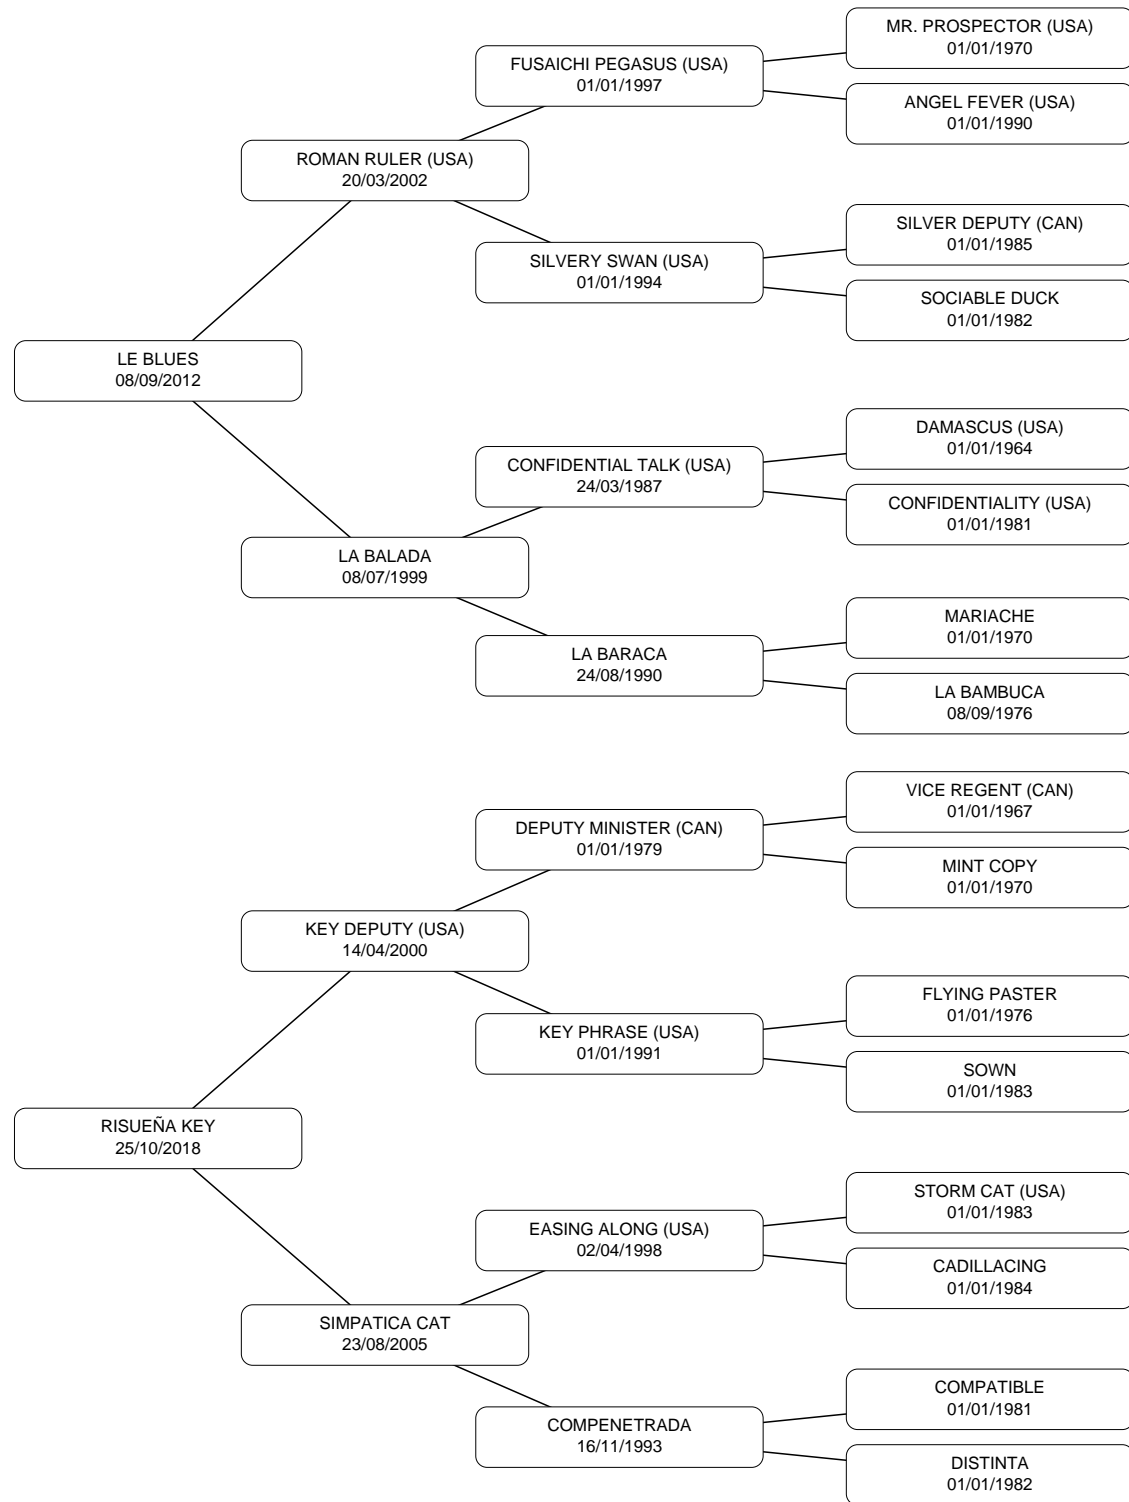 MR. PROSPECTOR (USA)
01/01/1970
FUSAICHI PEGASUS (USA)
01/01/1997
ANGEL FEVER (USA)
01/01/1990
ROMAN RULER (USA)
20/03/2002
SILVER DEPUTY (CAN)
01/01/1985
SILVERY SWAN (USA)
01/01/1994
SOCIABLE DUCK
01/01/1982
LE BLUES
08/09/2012
DAMASCUS (USA)
01/01/1964
CONFIDENTIAL TALK (USA)
24/03/1987
CONFIDENTIALITY (USA)
01/01/1981
LA BALADA
08/07/1999
MARIACHE
01/01/1970
LA BARACA
24/08/1990
LA BAMBUCA
08/09/1976
VICE REGENT (CAN)
01/01/1967
DEPUTY MINISTER (CAN)
01/01/1979
MINT COPY
01/01/1970
KEY DEPUTY (USA)
14/04/2000
FLYING PASTER
01/01/1976
KEY PHRASE (USA)
01/01/1991
SOWN
01/01/1983
RISUEÑA KEY
25/10/2018
STORM CAT (USA)
01/01/1983
EASING ALONG (USA)
02/04/1998
CADILLACING
01/01/1984
SIMPATICA CAT
23/08/2005
COMPATIBLE
01/01/1981
COMPENETRADA
16/11/1993
DISTINTA
01/01/1982